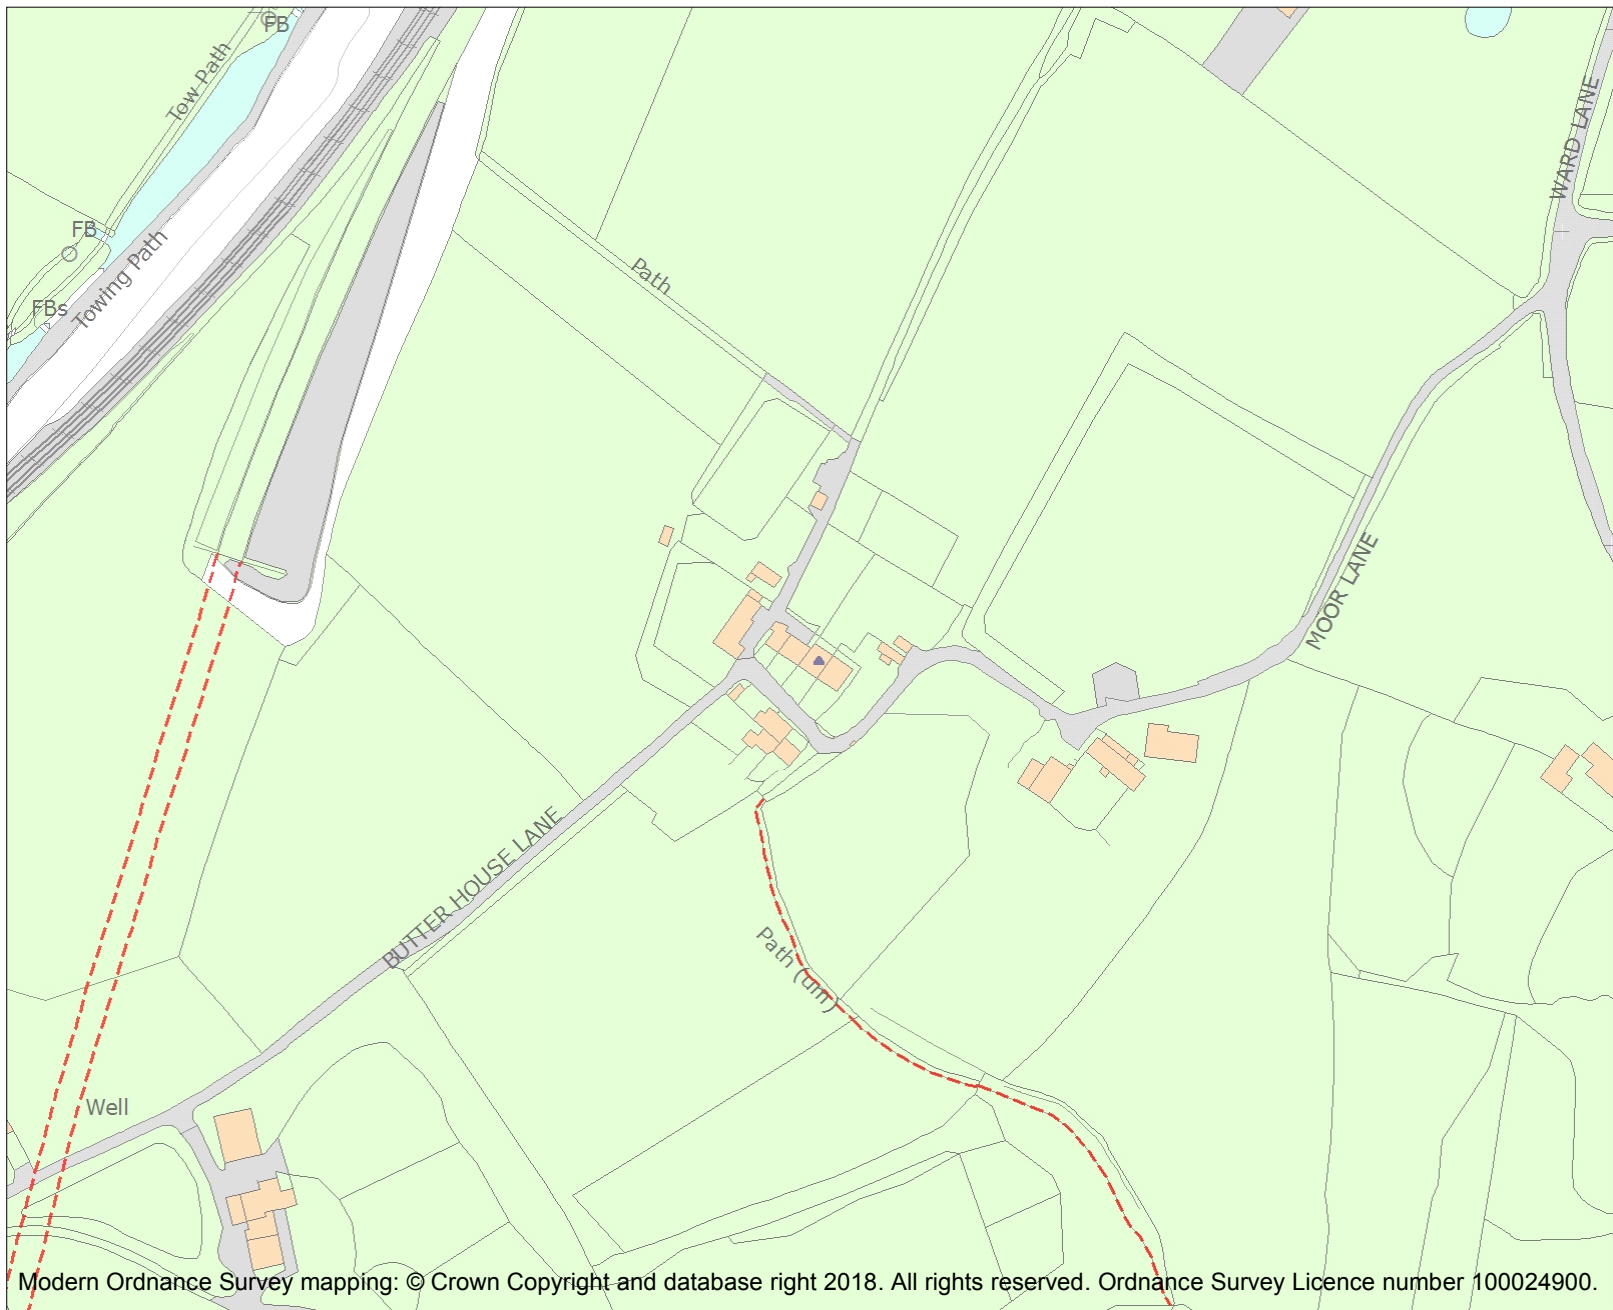 FB
Tow Path
WARD LANE
FB
Towing Path
Path
FBs
MOOR LANE
BUTTER HOUSE LANE
Path (um)
Well
Modern Ordnance Survey mapping: © Crown Copyright and database right 2018. All rights reserved. Ordnance Survey Licence number 100024900.